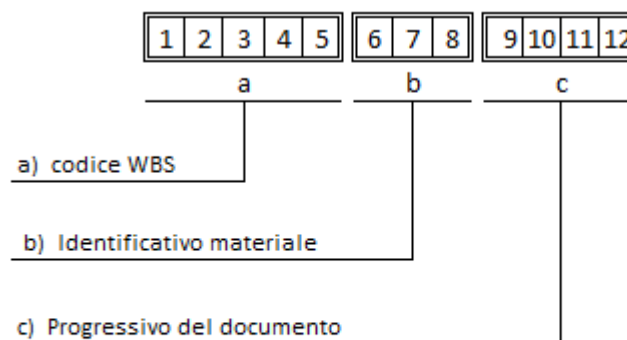 1 2 3 4 5 6 7 8 9 10 11 12
a b c
a) codice WBS
b) Identificativo materiale
c) Progressivo del documento